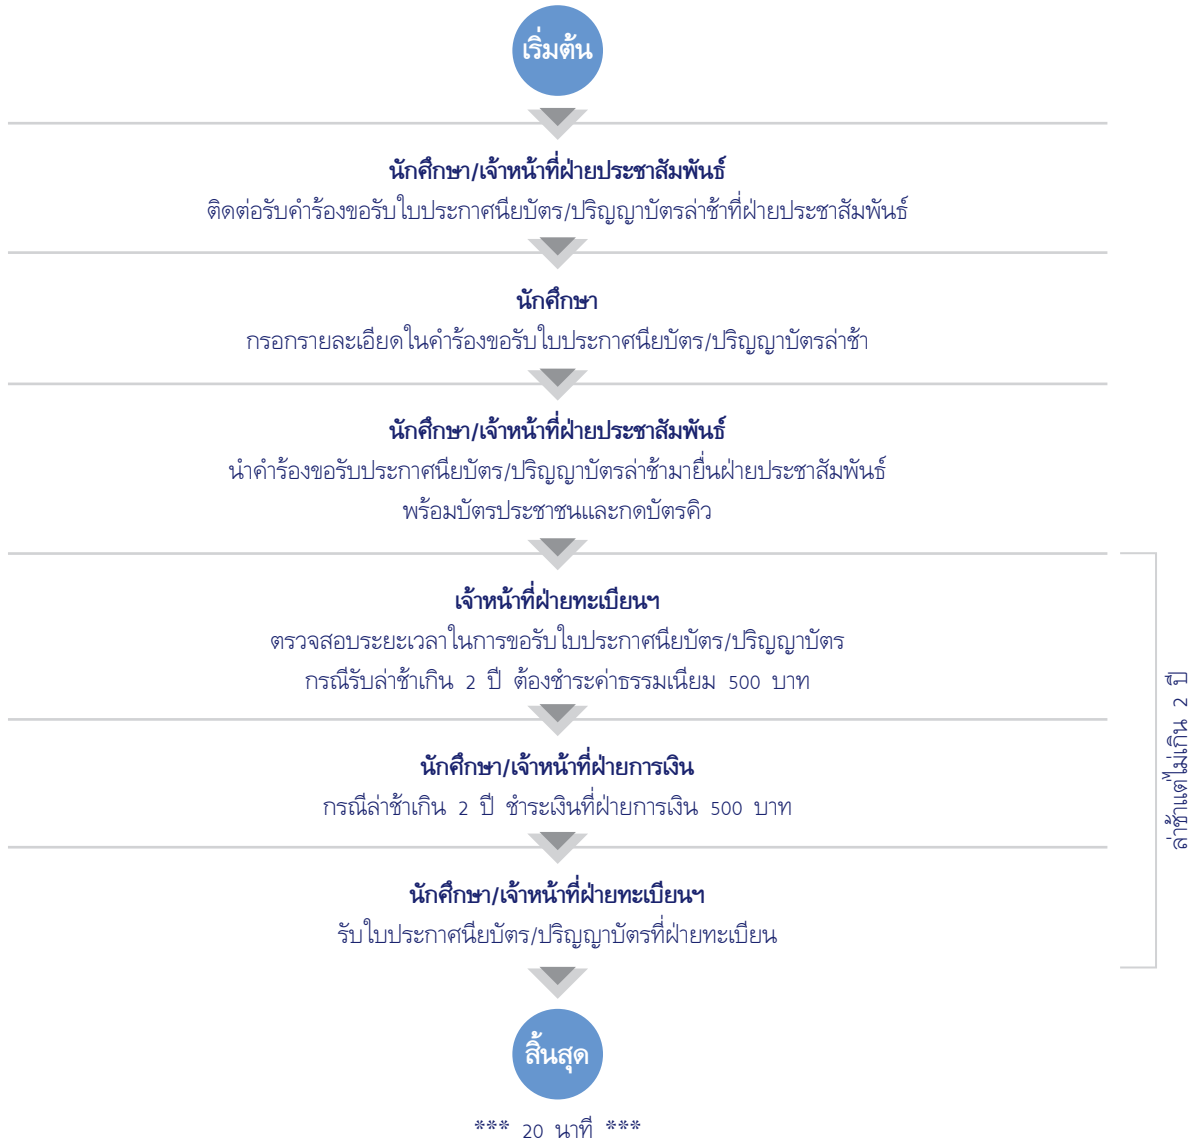 เริ่มต้น
นักศึกษา/เจ้าหน้าที่ฝ่ายประชาสัมพันธ์
ติดต่อรับคำร้องขอรับใบประกาศนียบัตร/ปริญญาบัตรล่าช้าที่ฝ่ายประชาสัมพันธ์
นักศึกษา
กรอกรายละเอียดในคำร้องขอรับใบประกาศนียบัตร/ปริญญาบัตรล่าช้า
นักศึกษา/เจ้าหน้าที่ฝ่ายประชาสัมพันธ์
นำคำร้องขอรับประกาศนียบัตร/ปริญญาบัตรล่าช้ามายื่นฝ่ายประชาสัมพันธ์
พร้อมบัตรประชาชนและกดบัตรคิว
เจ้าหน้าที่ฝ่ายทะเบียนฯ
ตรวจสอบระยะเวลาในการขอรับใบประกาศนียบัตร/ปริญญาบัตร
กรณีรับล่าช้าเกิน 2 ปี ต้องชำระค่าธรรมเนียม 500 บาท
นักศึกษา/เจ้าหน้าที่ฝ่ายการเงิน
กรณีล่าช้าเกิน 2 ปี ชำระเงินที่ฝ่ายการเงิน 500 บาท
นักศึกษา/เจ้าหน้าที่ฝ่ายทะเบียนฯ
รับใบประกาศนียบัตร/ปริญญาบัตรที่ฝ่ายทะเบียน
ล่าช้าแต่ไม่เกิน 2 ปี
สิ้นสุด
*** 20 นาที ***